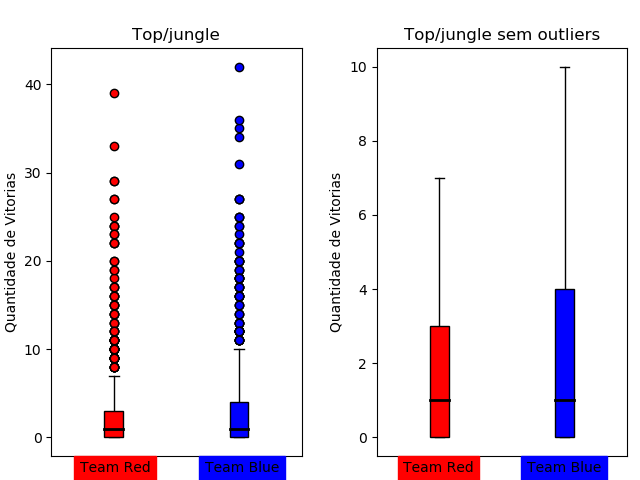 Top/jungle
Quantidade de Vitorias
40
30
20
10
0
Team Red
Team Blue
Top/jungle sem outliers
Quantidade de Vitorias
10
8
6
4
2
0
Team Red
Team Blue